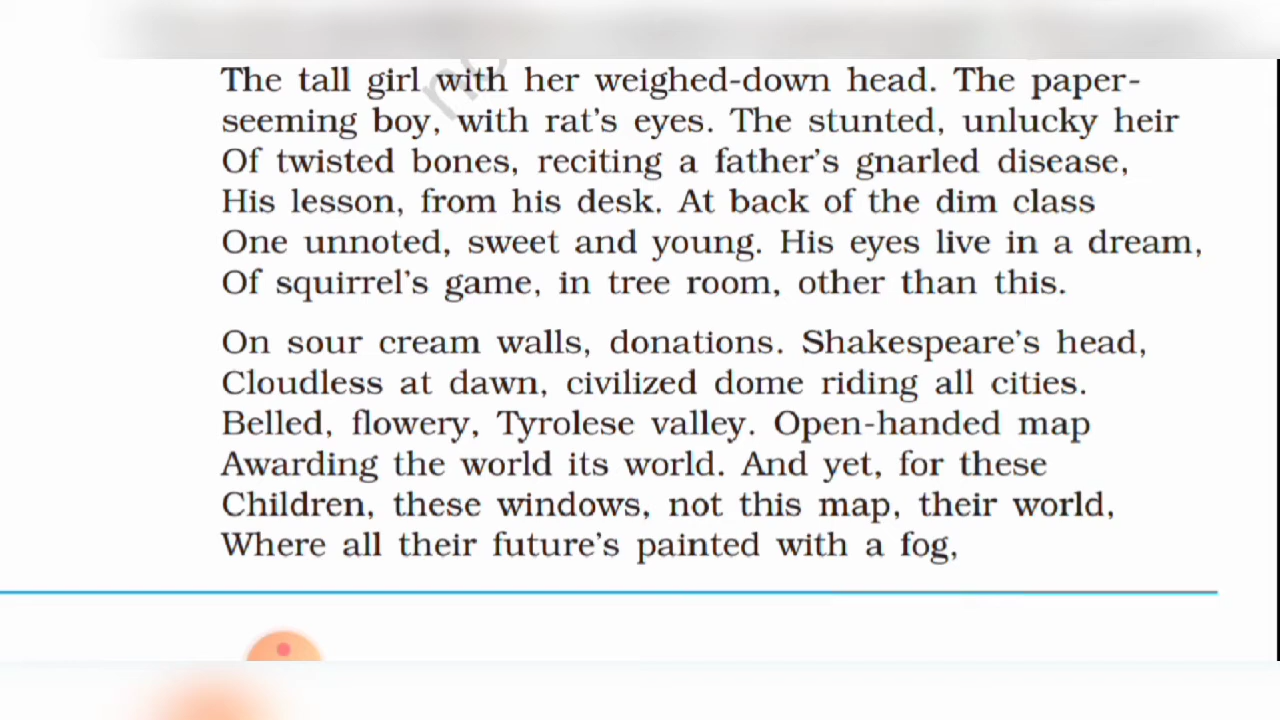 The tall girl with her weighed-down head. The paper-
seeming boy, with rat's eyes. The stunted, unlucky heir
Of twisted bones, reciting a father's gnarled disease,
His lesson, from his desk. At back of the dim class
One unnoted, sweet and young. His eyes live in a dream,
Of squirrel's game, in tree room, other than this.
On sour cream walls, donations. Shakespeare's head,
Cloudless at dawn, civilized dome riding all cities.
Belled, flowery, Tyrolese valley. Open-handed map
Awarding the world its world. And yet, for these
Children, these windows, not this map, their world,
Where all their future's painted with a fog,